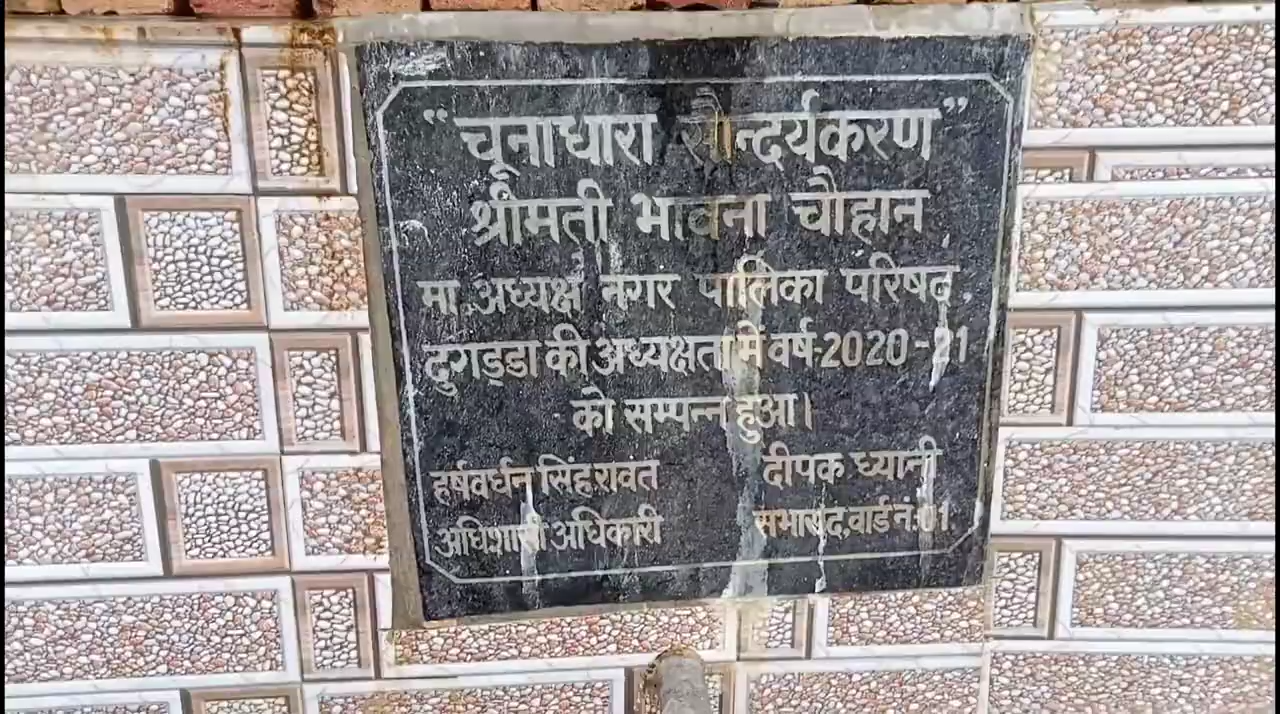 "चूनाधारा सौन्दर्यकरण"
श्रीमती भावना चौहान
मा.अध्यक्ष नगर पालिका परिषद,
दुगड्डा की अध्यक्षता में वर्ष-2020-21
को सम्पन्न हुआ।
हर्षवर्धन सिंह रावत दीपक ध्यानी
अधिशासी अधिकारी सभासद,वार्ड नं.01